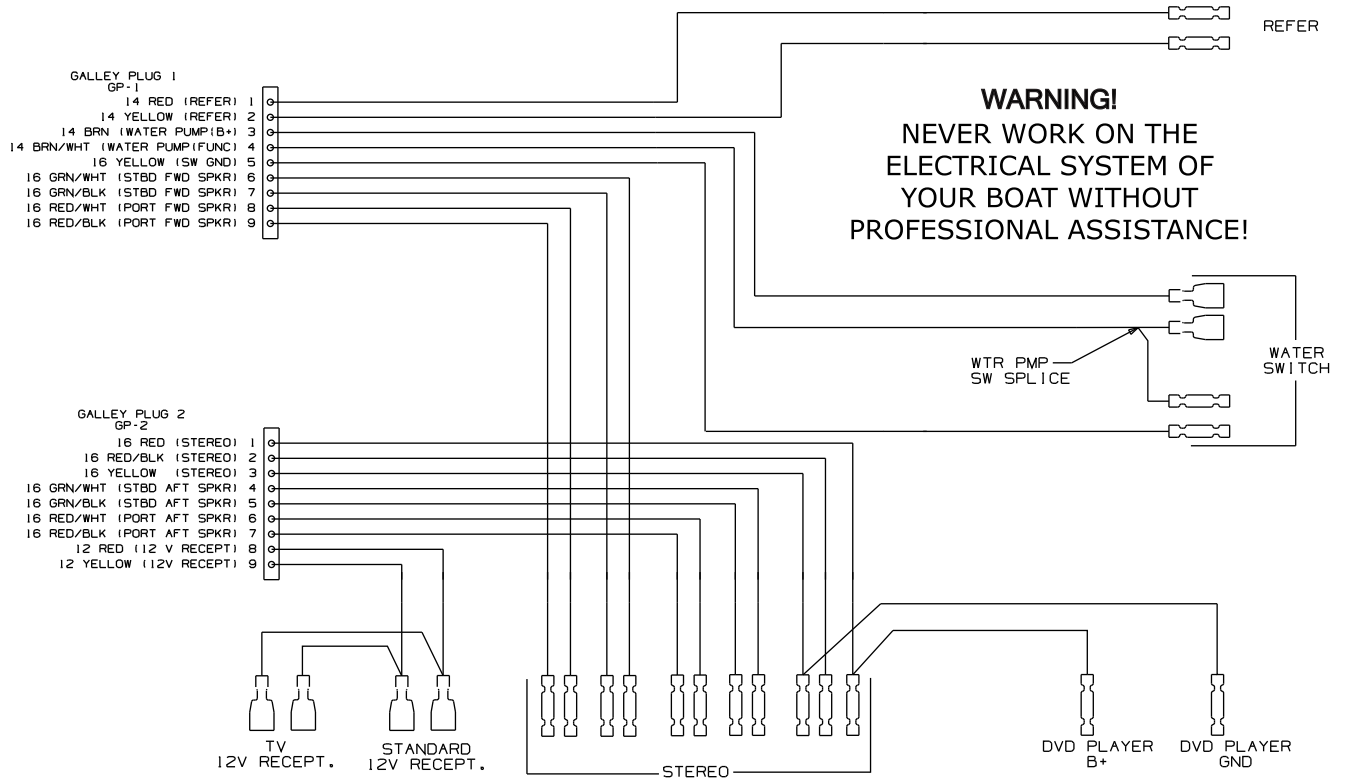 REFER
GALLEY PLUG 1
GP-1
14 RED (REFER) 1
14 YELLOW (REFER) 2
14 BRN (WATER PUMP(B+) 3
14 BRN/WHT (WATER PUMP(FUNC) 4
16 YELLOW (SW GND) 5
16 GRN/WHT (STBD FWD SPKR) 6
16 GRN/BLK (STBD FWD SPKR) 7
16 RED/WHT (PORT FWD SPKR) 8
16 RED/BLK (PORT FWD SPKR) 9
WARNING!
NEVER WORK ON THE
ELECTRICAL SYSTEM OF
YOUR BOAT WITHOUT
PROFESSIONAL ASSISTANCE!
WTR PMP
SW SPLICE
WATER
SWITCH
GALLEY PLUG 2
GP-2
16 RED (STEREO) 1
16 RED/BLK (STEREO) 2
16 YELLOW (STEREO) 3
16 GRN/WHT (STBD AFT SPKR) 4
16 GRN/BLK (STBD AFT SPKR) 5
16 RED/WHT (PORT AFT SPKR) 6
16 RED/BLK (PORT AFT SPKR) 7
12 RED (12 V RECEPT) 8
12 YELLOW (12V RECEPT) 9
TV
12V RECEPT.
STANDARD
12V RECEPT.
STEREO
DVD PLAYER
B+
DVD PLAYER
GND